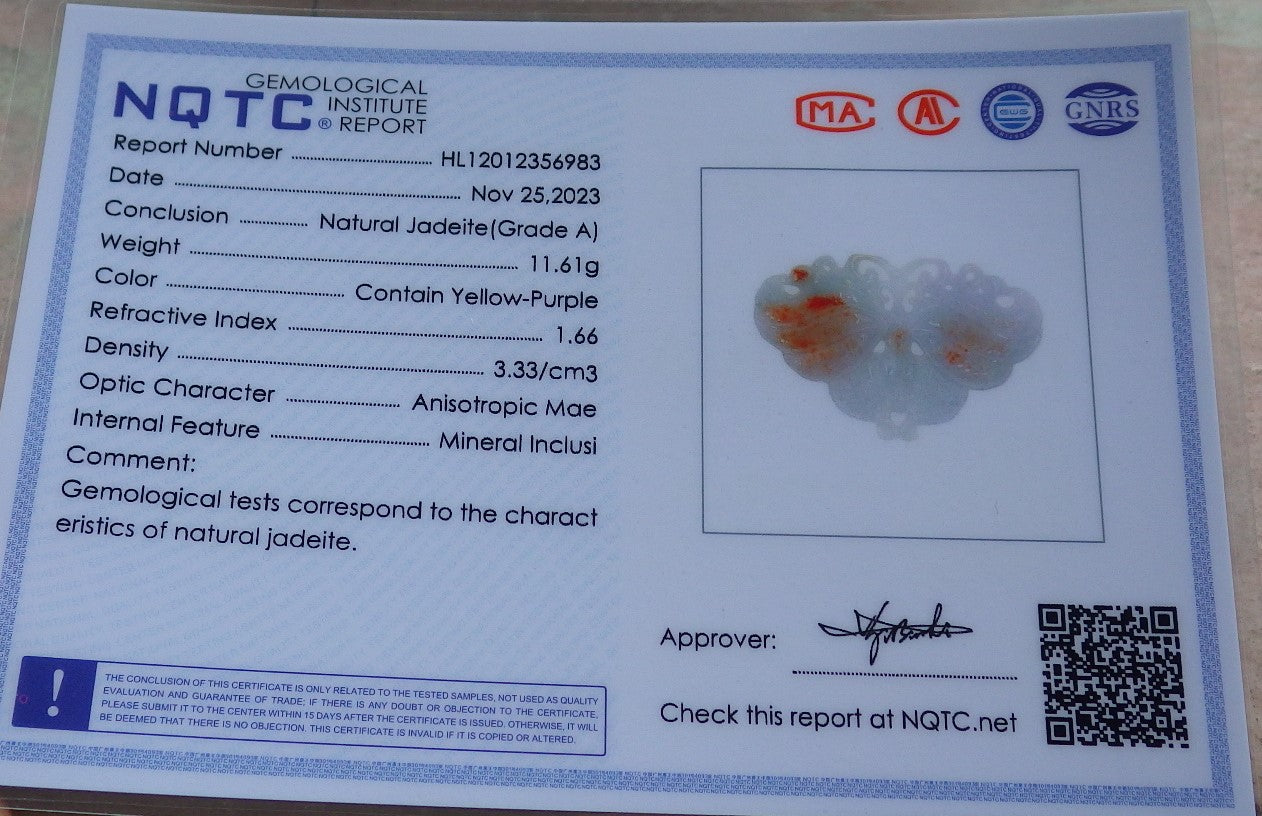 NQTC® GEMOLOGICAL
INSTITUTE
REPORT
Report Number HL12012356983
Date Nov 25,2023
Conclusion Natural Jadeite(Grade A)
Weight 11.61g
Color Contain Yellow-Purple
Refractive Index 1.66
Density 3.33/cm3
Optic Character Anisotropic Mae
Internal Feature Mineral Inclusi
Comment:
Gemological tests correspond to the charact
eristics of natural jadeite.
!
THE CONCLUSION OF THIS CERTIFICATE IS ONLY RELATED TO THE TESTED SAMPLES, NOT USED AS QUALITY
EVALUATION AND GUARANTEE OF TRADE; IF THERE IS ANY DOUBT OR OBJECTION TO THE CERTIFICATE,
PLEASE SUBMIT IT TO THE CENTER WITHIN 15 DAYS AFTER THE CERTIFICATE IS ISSUED. OTHERWISE, IT WILL
BE DEEMED THAT THERE IS NO OBJECTION. THIS CERTIFICATE IS INVALID IF IT IS COPIED OR ALTERED.
MA
GWG
GNRS
Approver:
Check this report at NQTC.net